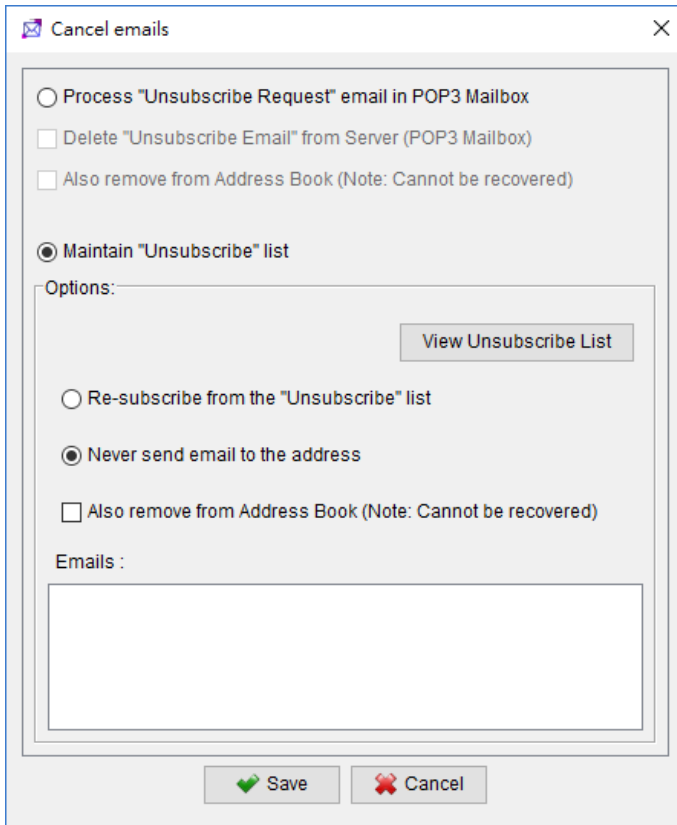 Cancel emails
Process "Unsubscribe Request" email in POP3 Mailbox
Delete "Unsubscribe Email" from Server (POP3 Mailbox)
Also remove from Address Book (Note: Cannot be recovered)
Maintain "Unsubscribe" list
Options:
View Unsubscribe List
Re-subscribe from the "Unsubscribe" list
Never send email to the address
Also remove from Address Book (Note: Cannot be recovered)
Emails :
Save
Cancel